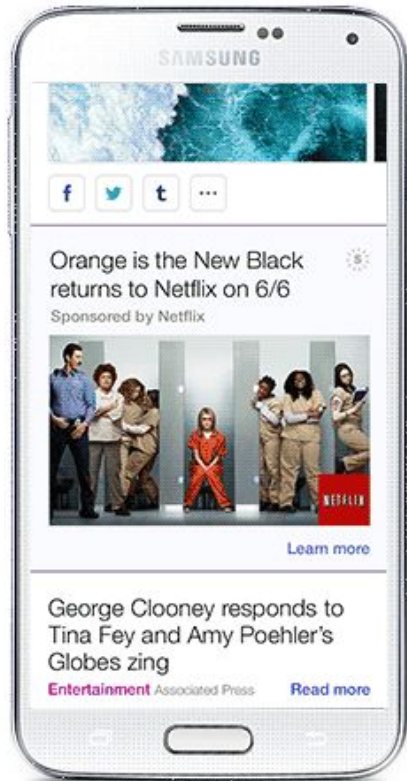 SAMSUNG
f t ...
Orange is the New Black
returns to Netflix on 6/6
S
Sponsored by Netflix
NETFLIX
Learn more
George Clooney responds to
Tina Fey and Amy Poehler's
Globes zing
Entertainment Associated Press Read more